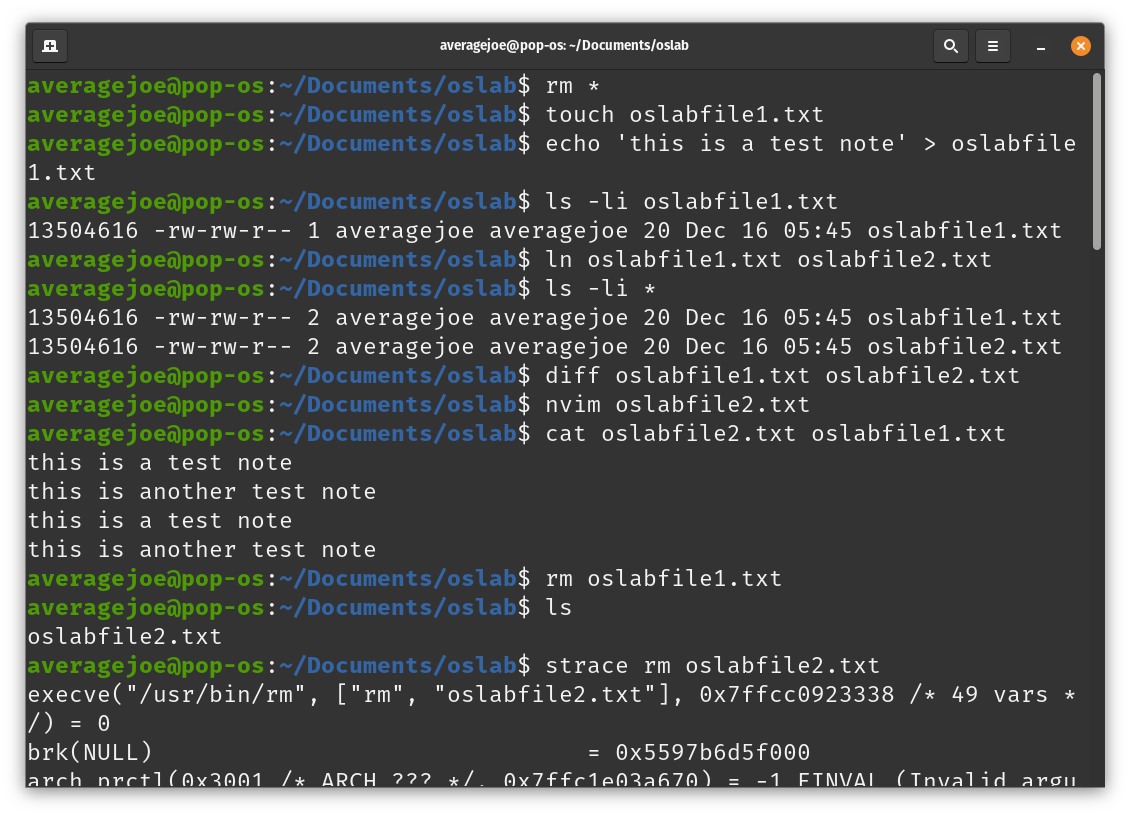 averagejoe@pop-os: ~/Documents/oslab
averagejoe@pop-os:~/Documents/oslab$ rm *
averagejoe@pop-os:~/Documents/oslab$ touch oslabfile1.txt
averagejoe@pop-os:~/Documents/oslab$ echo 'this is a test note' > oslabfile
1.txt
averagejoe@pop-os:~/Documents/oslab$ ls -li oslabfile1.txt
13504616 -rw-rw-r-- 1 averagejoe averagejoe 20 Dec 16 05:45 oslabfile1.txt
averagejoe@pop-os:~/Documents/oslab$ ln oslabfile1.txt oslabfile2.txt
averagejoe@pop-os:~/Documents/oslab$ ls -li *
13504616 -rw-rw-r-- 2 averagejoe averagejoe 20 Dec 16 05:45 oslabfile1.txt
13504616 -rw-rw-r-- 2 averagejoe averagejoe 20 Dec 16 05:45 oslabfile2.txt
averagejoe@pop-os:~/Documents/oslab$ diff oslabfile1.txt oslabfile2.txt
averagejoe@pop-os:~/Documents/oslab$ nvim oslabfile2.txt
averagejoe@pop-os:~/Documents/oslab$ cat oslabfile2.txt oslabfile1.txt
this is a test note
this is another test note
this is a test note
this is another test note
averagejoe@pop-os:~/Documents/oslab$ rm oslabfile1.txt
averagejoe@pop-os:~/Documents/oslab$ ls
oslabfile2.txt
averagejoe@pop-os:~/Documents/oslab$ strace rm oslabfile2.txt
execve("/usr/bin/rm", ["rm", "oslabfile2.txt"], 0x7ffcc0923338 /* 49 vars *
/) = 0
brk(NULL)                               = 0x5597b6d5f000
arch_prctl(0x3001 /* ARCH_??? */, 0x7ffc1e03a670) = -1 EINVAL (Invalid argu